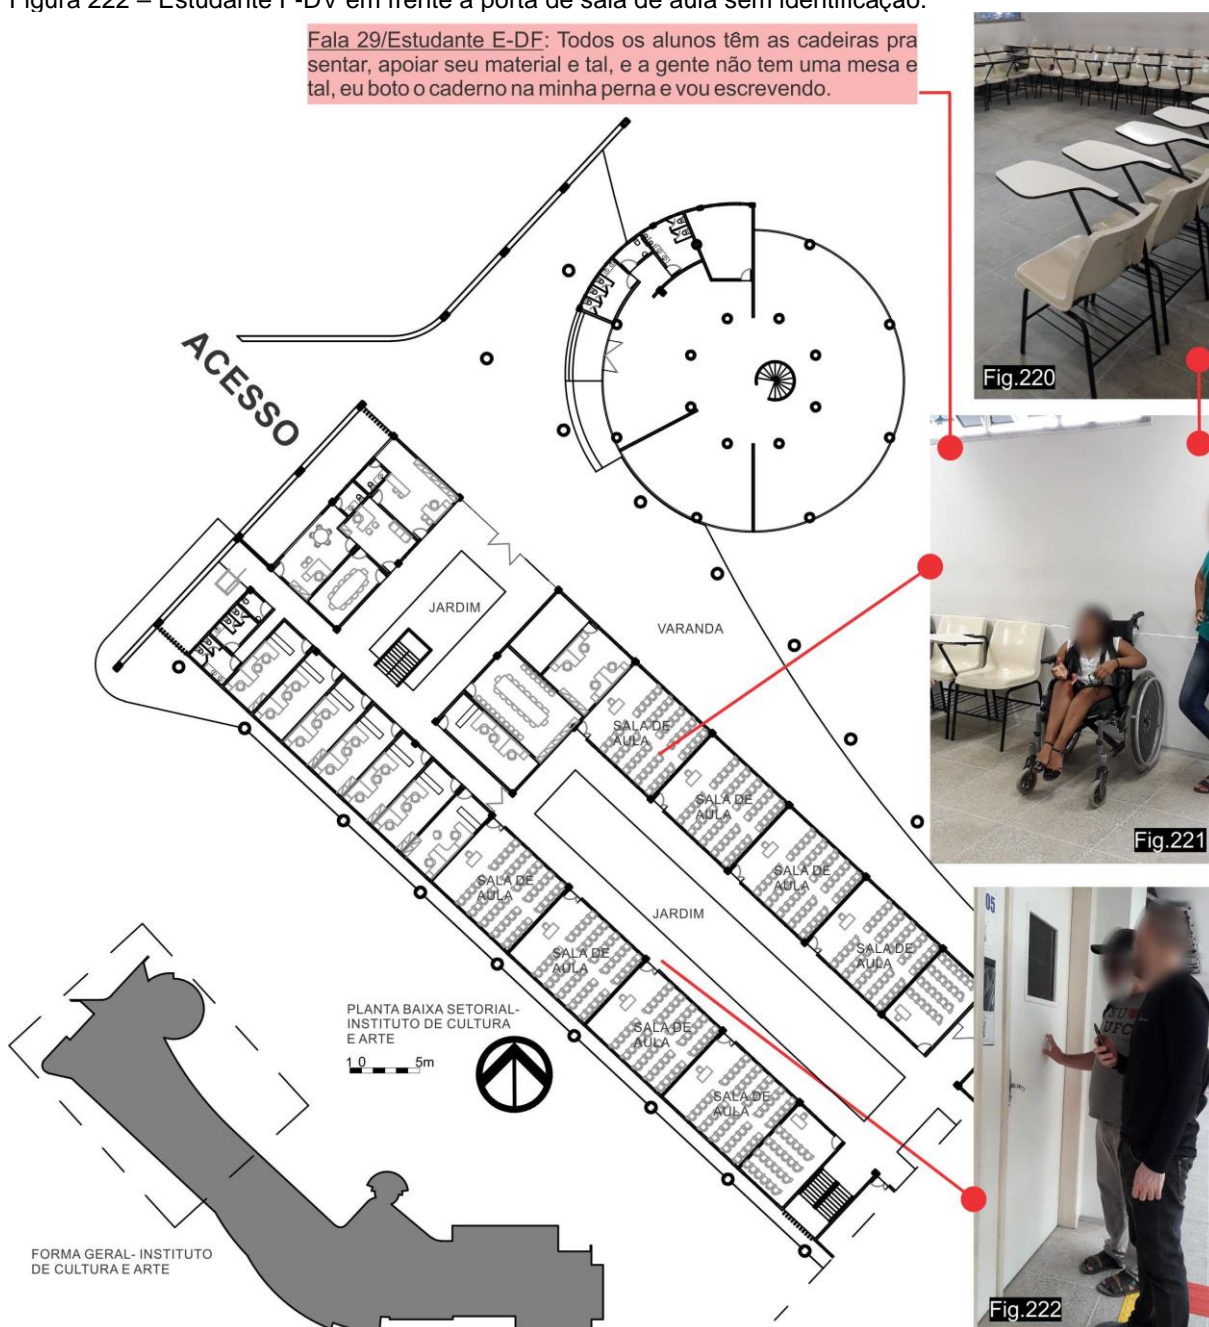 Figura 222 – Estudante F-DV em frente à porta de sala de aula sem identificação.
Fala 29/Estudante E-DF: Todos os alunos têm as cadeiras pra
sentar, apoiar seu material e tal, e a gente não tem uma mesa e
tal, eu boto o caderno na minha perna e vou escrevendo.
Fig.220
ACESSO
JARDIM
VARANDA
SALA DE
AULA
SALA DE
AULA
SALA DE
AULA
SALA DE
AULA
Fig.221
SALA DE
AULA
SALA DE
AULA
SALA DE
AULA
SALA DE
AULA
JARDIM
05
UFC
PLANTA BAIXA SETORIAL-
INSTITUTO DE CULTURA
E ARTE
1 0 5m
FORMA GERAL- INSTITUTO
DE CULTURA E ARTE
Fig.222